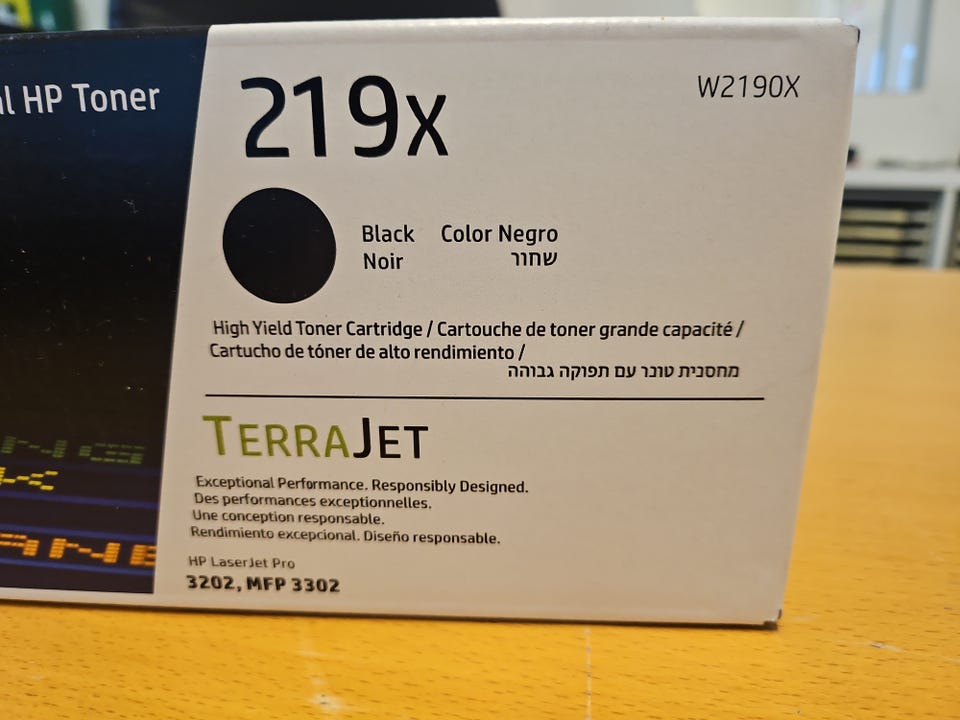 HP Toner
219X
W2190X
Black Color Negro
Noir שחור
High Yield Toner Cartridge / Cartouche de toner grande capacité /
Cartucho de tóner de alto rendimiento /
מחסנית טונר עם תפוקה גבוהה
TERRAJET
Exceptional Performance. Responsibly Designed.
Des performances exceptionnelles.
Une conception responsable.
Rendimiento excepcional. Diseño responsable.
HP LaserJet Pro
3202, MFP 3302